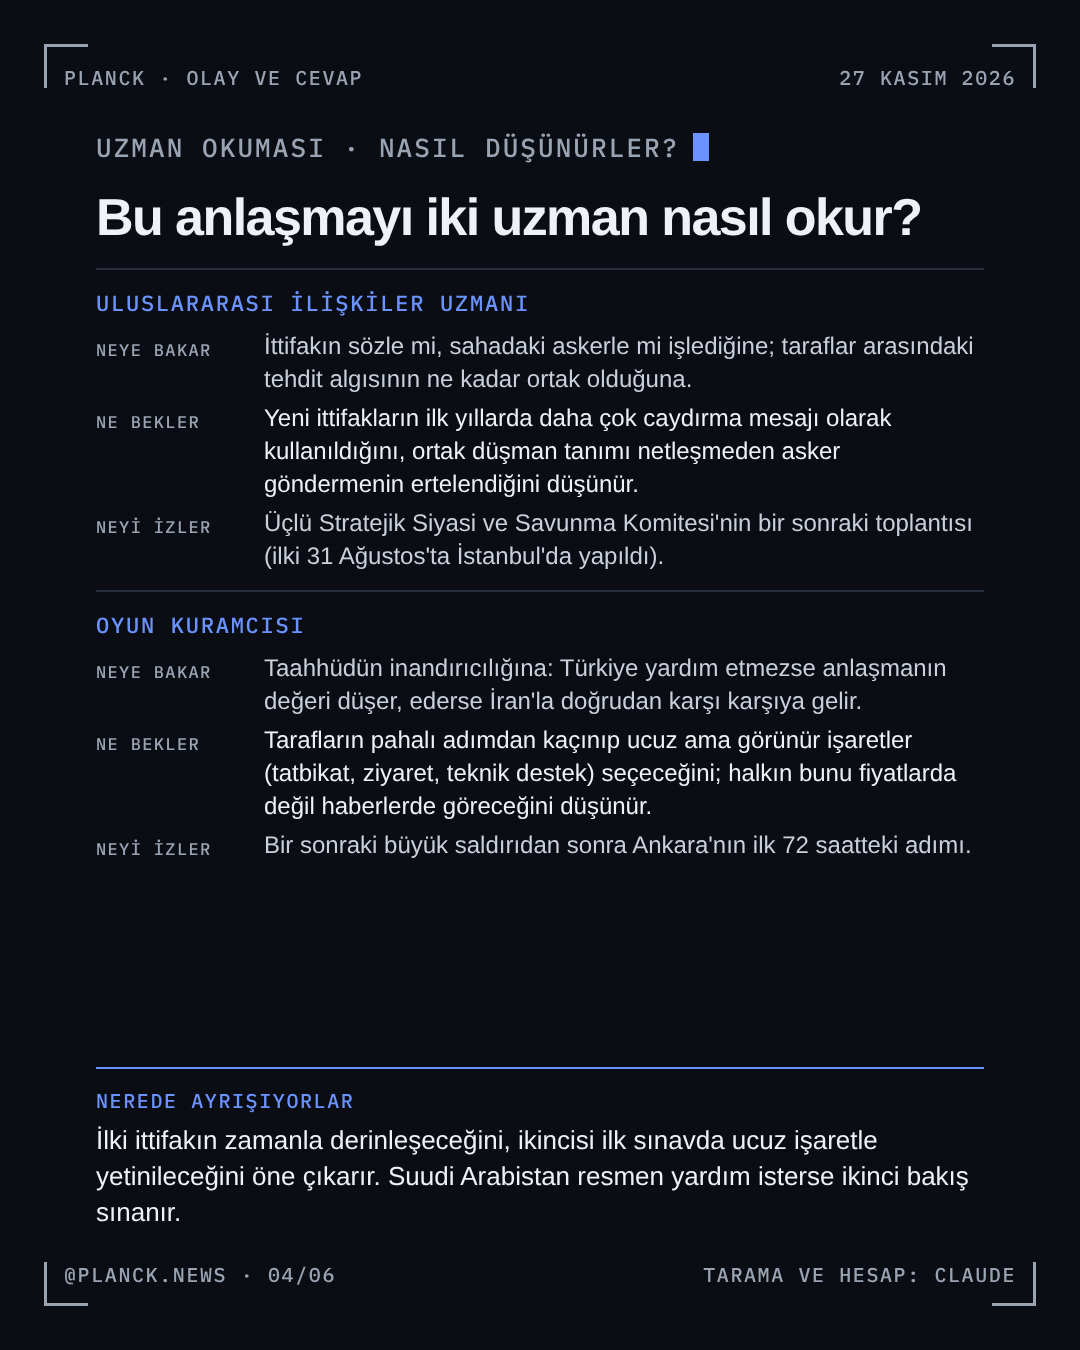 PLANCK · OLAY VE CEVAP
27 KASIM 2026
UZMAN OKUMASI · NASIL DÜŞÜNÜRLER?
Bu anlaşmayı iki uzman nasıl okur?
ULUSLARARASI İLİŞKİLER UZMANI
NEYE BAKAR
İttifakın sözle mi, sahadaki askerle mi işlediğine; taraflar arasındaki
tehdit algısının ne kadar ortak olduğuna.
NE BEKLER
Yeni ittifakların ilk yıllarda daha çok caydırma mesajı olarak
kullanıldığını, ortak düşman tanımı netleşmeden asker
göndermenin ertelendiğini düşünür.
NEYİ İZLER
Üçlü Stratejik Siyasi ve Savunma Komitesi'nin bir sonraki toplantısı
(ilki 31 Ağustos'ta İstanbul'da yapıldı).
OYUN KURAMCISI
NEYE BAKAR
Taahhüdün inandırıcılığına: Türkiye yardım etmezse anlaşmanın
değeri düşer, ederse İran'la doğrudan karşı karşıya gelir.
NE BEKLER
Tarafların pahalı adımdan kaçınıp ucuz ama görünür işaretler
(tatbikat, ziyaret, teknik destek) seçeceğini; halkın bunu fiyatlarda
değil haberlerde göreceğini düşünür.
NEYİ İZLER
Bir sonraki büyük saldırıdan sonra Ankara'nın ilk 72 saatteki adımı.
NEREDE AYRIŞIYORLAR
İlki ittifakın zamanla derinleşeceğini, ikincisi ilk sınavda ucuz işaretle
yetinileceğini öne çıkarır. Suudi Arabistan resmen yardım isterse ikinci bakış
sınanır.
@PLANCK.NEWS · 04/06
TARAMA VE HESAP: CLAUDE